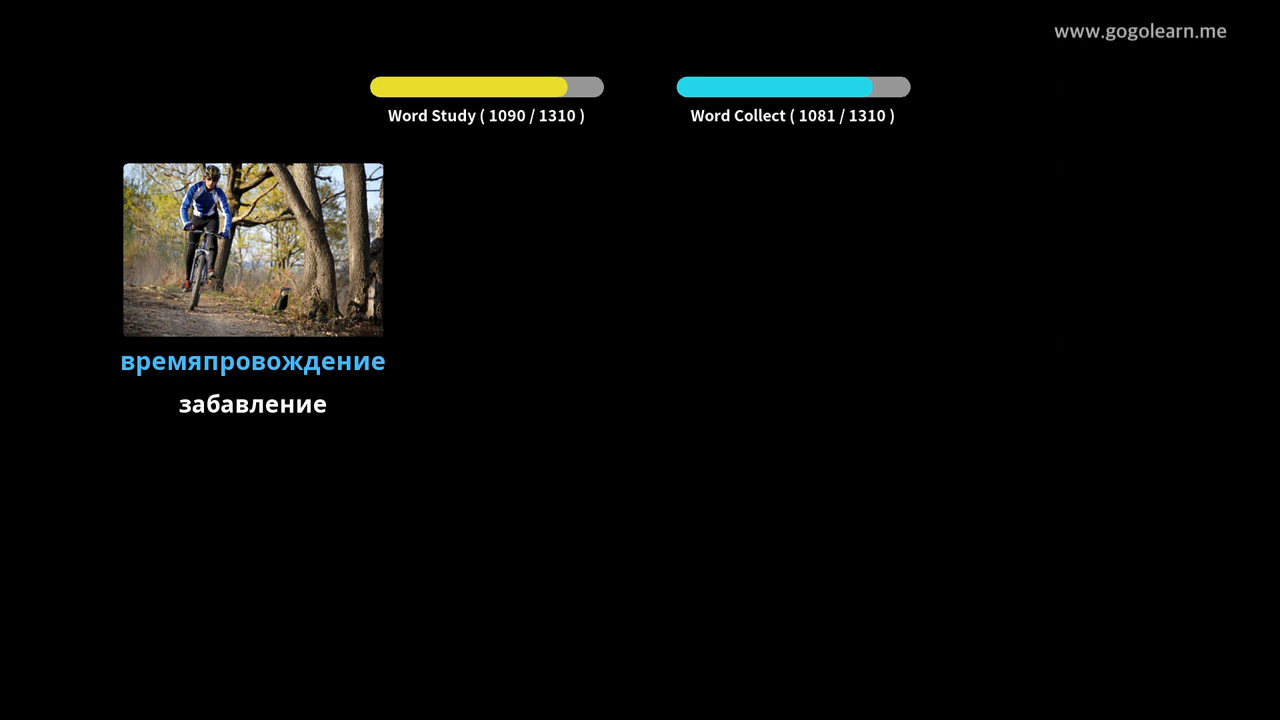 www.gogolearn.me
Word Study ( 1090 / 1310 )
Word Collect ( 1081 / 1310 )
времяпровождение
забавление